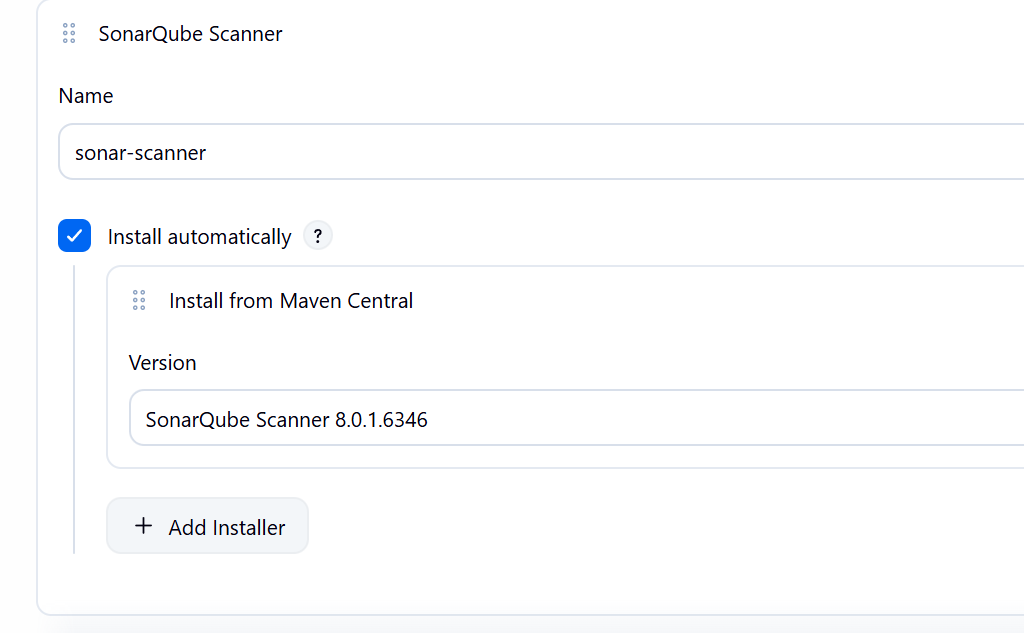 SonarQube Scanner
Name
sonar-scanner
Install automatically ?
Install from Maven Central
Version
SonarQube Scanner 8.0.1.6346
+ Add Installer